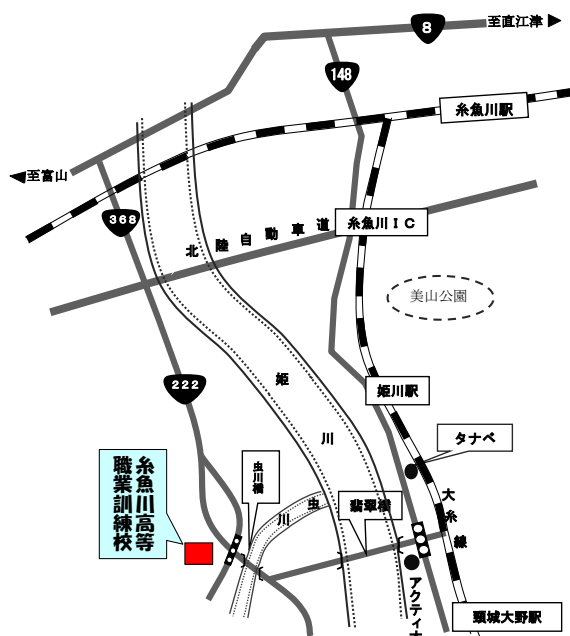 8
至直江津
148
糸魚川駅
至富山
368
北陸自動車道
糸魚川IC
美山公園
222
姫川
姫川駅
タナベ
糸魚川高等
職業訓練校
虫川橋
虫川
翡翠橋
大糸線
アクティブ
頸城大野駅